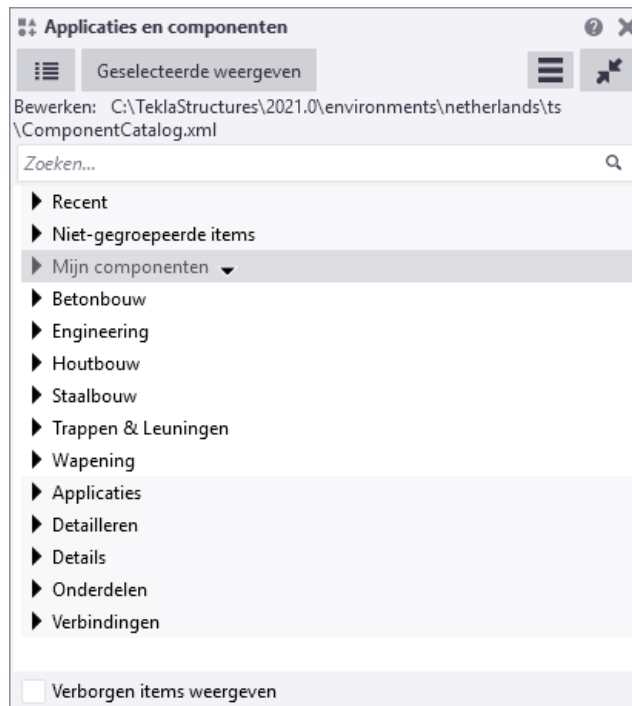 Applicaties en componenten
Geselecteerde weergeven
Bewerken: C:\TeklaStructures\2021.0\environments\netherlands\ts
\ComponentCatalog.xml
Zoeken...
Recent
Niet-gegroepeerde items
Mijn componenten
Betonbouw
Engineering
Houtbouw
Staalbouw
Trappen & Leuningen
Wapening
Applicaties
Detailleren
Details
Onderdelen
Verbindingen
Verborgen items weergeven